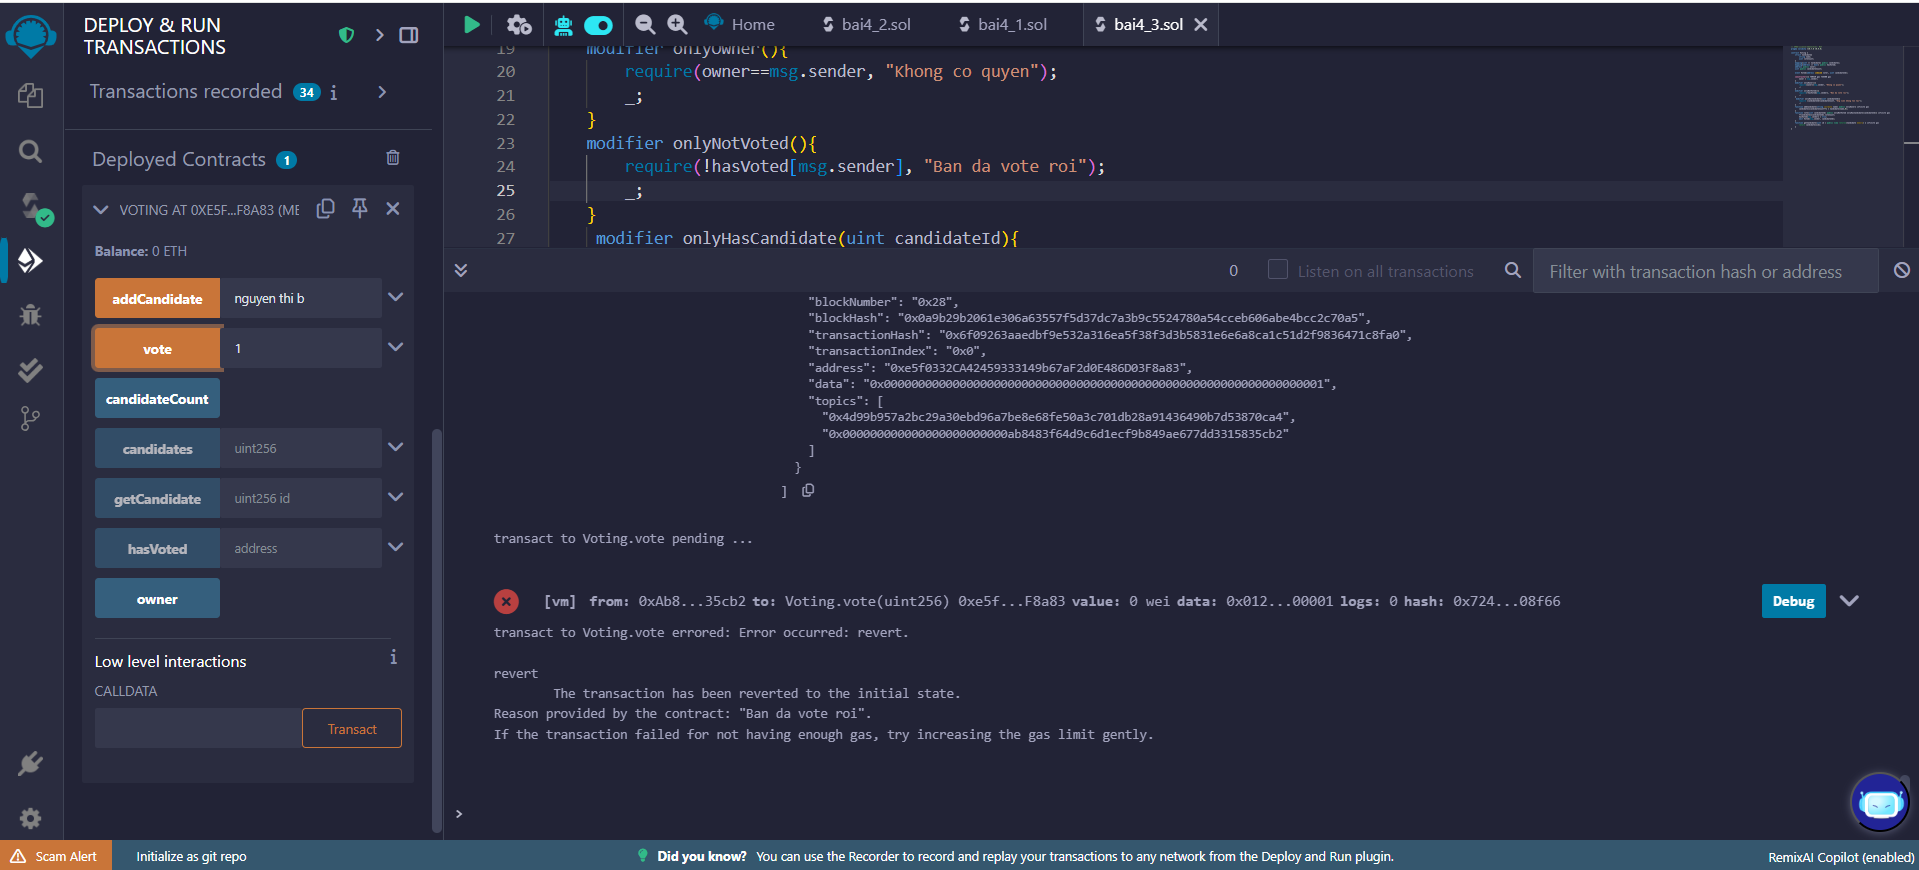 DEPLOY & RUN
TRANSACTIONS
Transactions recorded 34 i
Deployed Contracts 1
VOTING AT 0XE5F...F8A83 (ME
Balance: 0 ETH
addCandidate nguyen thi b
vote 1
candidateCount
candidates uint256
getCandidate uint256 id
hasVoted address
owner
Low level interactions i
CALLDATA
Transact
Home bai4_2.sol bai4_1.sol bai4_3.sol
19 modifier onlyOwner(){
20 require(owner==msg.sender, "Khong co quyen");
21 _;
22 }
23 modifier onlyNotVoted(){
24 require(!hasVoted[msg.sender], "Ban da vote roi");
25 _;
26 }
27 modifier onlyHasCandidate(uint candidateId){
0 Listen on all transactions Filter with transaction hash or address
"blockNumber": "0x28",
"blockHash": "0x0a9b29b2061e306a63557f5d37dc7a3b9c5524780a54cceb606abe4bcc2c70a5",
"transactionHash": "0x6f09263aaedbf9e532a316ea5f38f3d3b5831e6e6a8ca1c51d2f9836471c8fa0",
"transactionIndex": "0x0",
"address": "0xe5f0332CA42459333149b67aF2d0E486D03F8a83",
"data": "0x0000000000000000000000000000000000000000000000000000000000000001",
"topics": [
"0x4d99b957a2bc29a30ebd96a7be8e68fe50a3c701db28a91436490b7d53870ca4",
"0x000000000000000000000000ab8483f64d9c6d1ecf9b849ae677dd3315835cb2"
]
}
]
transact to Voting.vote pending ...
[vm] from: 0xAb8...35cb2 to: Voting.vote(uint256) 0xe5f...F8a83 value: 0 wei data: 0x012...00001 logs: 0 hash: 0x724...08f66
Debug
transact to Voting.vote errored: Error occurred: revert.
revert
The transaction has been reverted to the initial state.
Reason provided by the contract: "Ban da vote roi".
If the transaction failed for not having enough gas, try increasing the gas limit gently.
>
Scam Alert Initialize as git repo Did you know? You can use the Recorder to record and replay your transactions to any network from the Deploy and Run plugin. RemixAI Copilot (enabled)